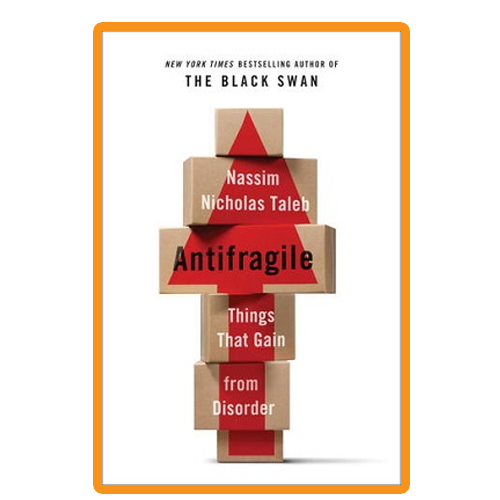 NEW YORK TIMES BESTSELLING AUTHOR OF
THE BLACK SWAN
Nassim
Nicholas Taleb
Antifragile
Things
That Gain
from
Disorder